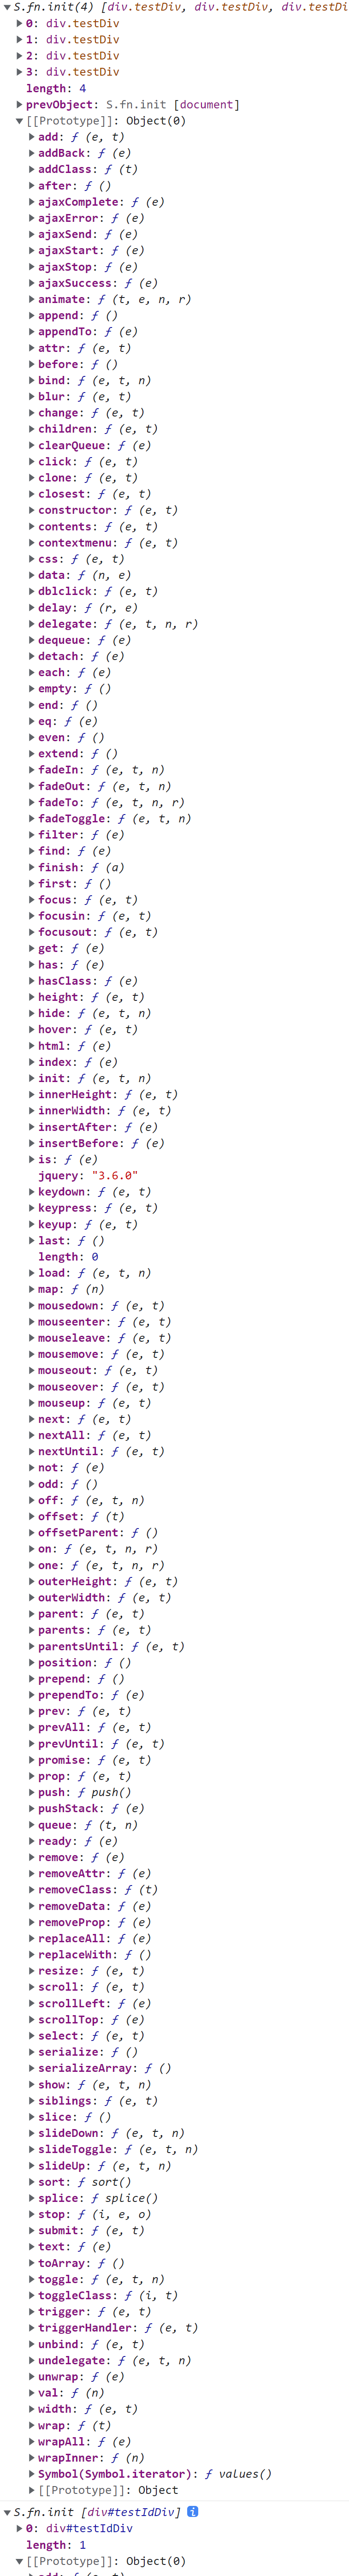 ▼S.fn.init(4) [div.testDiv, div.testDiv, div.testDi
▶0: div.testDiv
▶1: div.testDiv
▶2: div.testDiv
▶3: div.testDiv
length: 4
▶prevObject: S.fn.init [document]
▼[[Prototype]]: Object(0)
▶add: ƒ (e, t)
▶addBack: ƒ (e)
▶addClass: ƒ (t)
▶after: ƒ ()
▶ajaxComplete: ƒ (e)
▶ajaxError: ƒ (e)
▶ajaxSend: ƒ (e)
▶ajaxStart: ƒ (e)
▶ajaxStop: ƒ (e)
▶ajaxSuccess: ƒ (e)
▶animate: ƒ (t, e, n, r)
▶append: ƒ ()
▶appendTo: ƒ (e)
▶attr: ƒ (e, t)
▶before: ƒ ()
▶bind: ƒ (e, t, n)
▶blur: ƒ (e, t)
▶change: ƒ (e, t)
▶children: ƒ (e, t)
▶clearQueue: ƒ (e)
▶click: ƒ (e, t)
▶clone: ƒ (e, t)
▶closest: ƒ (e, t)
▶constructor: ƒ (e, t)
▶contents: ƒ (e, t)
▶contextmenu: ƒ (e, t)
▶css: ƒ (e, t)
▶data: ƒ (n, e)
▶dblclick: ƒ (e, t)
▶delay: ƒ (r, e)
▶delegate: ƒ (e, t, n, r)
▶dequeue: ƒ (e)
▶detach: ƒ (e)
▶each: ƒ (e)
▶empty: ƒ ()
▶end: ƒ ()
▶eq: ƒ (e)
▶even: ƒ ()
▶extend: ƒ ()
▶fadeIn: ƒ (e, t, n)
▶fadeOut: ƒ (e, t, n)
▶fadeTo: ƒ (e, t, n, r)
▶fadeToggle: ƒ (e, t, n)
▶filter: ƒ (e)
▶find: ƒ (e)
▶finish: ƒ (a)
▶first: ƒ ()
▶focus: ƒ (e, t)
▶focusin: ƒ (e, t)
▶focusout: ƒ (e, t)
▶get: ƒ (e)
▶has: ƒ (e)
▶hasClass: ƒ (e)
▶height: ƒ (e, t)
▶hide: ƒ (e, t, n)
▶hover: ƒ (e, t)
▶html: ƒ (e)
▶index: ƒ (e)
▶init: ƒ (e, t, n)
▶innerHeight: ƒ (e, t)
▶innerWidth: ƒ (e, t)
▶insertAfter: ƒ (e)
▶insertBefore: ƒ (e)
▶is: ƒ (e)
jquery: "3.6.0"
▶keydown: ƒ (e, t)
▶keypress: ƒ (e, t)
▶keyup: ƒ (e, t)
▶last: ƒ ()
length: 0
▶load: ƒ (e, t, n)
▶map: ƒ (n)
▶mousedown: ƒ (e, t)
▶mouseenter: ƒ (e, t)
▶mouseleave: ƒ (e, t)
▶mousemove: ƒ (e, t)
▶mouseout: ƒ (e, t)
▶mouseover: ƒ (e, t)
▶mouseup: ƒ (e, t)
▶next: ƒ (e, t)
▶nextAll: ƒ (e, t)
▶nextUntil: ƒ (e, t)
▶not: ƒ (e)
▶odd: ƒ ()
▶off: ƒ (e, t, n)
▶offset: ƒ (t)
▶offsetParent: ƒ ()
▶on: ƒ (e, t, n, r)
▶one: ƒ (e, t, n, r)
▶outerHeight: ƒ (e, t)
▶outerWidth: ƒ (e, t)
▶parent: ƒ (e, t)
▶parents: ƒ (e, t)
▶parentsUntil: ƒ (e, t)
▶position: ƒ ()
▶prepend: ƒ ()
▶prependTo: ƒ (e)
▶prev: ƒ (e, t)
▶prevAll: ƒ (e, t)
▶prevUntil: ƒ (e, t)
▶promise: ƒ (e, t)
▶prop: ƒ (e, t)
▶push: ƒ push()
▶pushStack: ƒ (e)
▶queue: ƒ (t, n)
▶ready: ƒ (e)
▶remove: ƒ (e)
▶removeAttr: ƒ (e)
▶removeClass: ƒ (t)
▶removeData: ƒ (e)
▶removeProp: ƒ (e)
▶replaceAll: ƒ (e)
▶replaceWith: ƒ ()
▶resize: ƒ (e, t)
▶scroll: ƒ (e, t)
▶scrollLeft: ƒ (e)
▶scrollTop: ƒ (e)
▶select: ƒ (e, t)
▶serialize: ƒ ()
▶serializeArray: ƒ ()
▶show: ƒ (e, t, n)
▶siblings: ƒ (e, t)
▶slice: ƒ ()
▶slideDown: ƒ (e, t, n)
▶slideToggle: ƒ (e, t, n)
▶slideUp: ƒ (e, t, n)
▶sort: ƒ sort()
▶splice: ƒ splice()
▶stop: ƒ (i, e, o)
▶submit: ƒ (e, t)
▶text: ƒ (e)
▶toArray: ƒ ()
▶toggle: ƒ (e, t, n)
▶toggleClass: ƒ (i, t)
▶trigger: ƒ (e, t)
▶triggerHandler: ƒ (e, t)
▶unbind: ƒ (e, t)
▶undelegate: ƒ (e, t, n)
▶unwrap: ƒ (e)
▶val: ƒ (n)
▶width: ƒ (e, t)
▶wrap: ƒ (t)
▶wrapAll: ƒ (e)
▶wrapInner: ƒ (n)
▶Symbol(Symbol.iterator): ƒ values()
▶[[Prototype]]: Object
▼S.fn.init [div#testIdDiv] i
▶0: div#testIdDiv
length: 1
▼[[Prototype]]: Object(0)